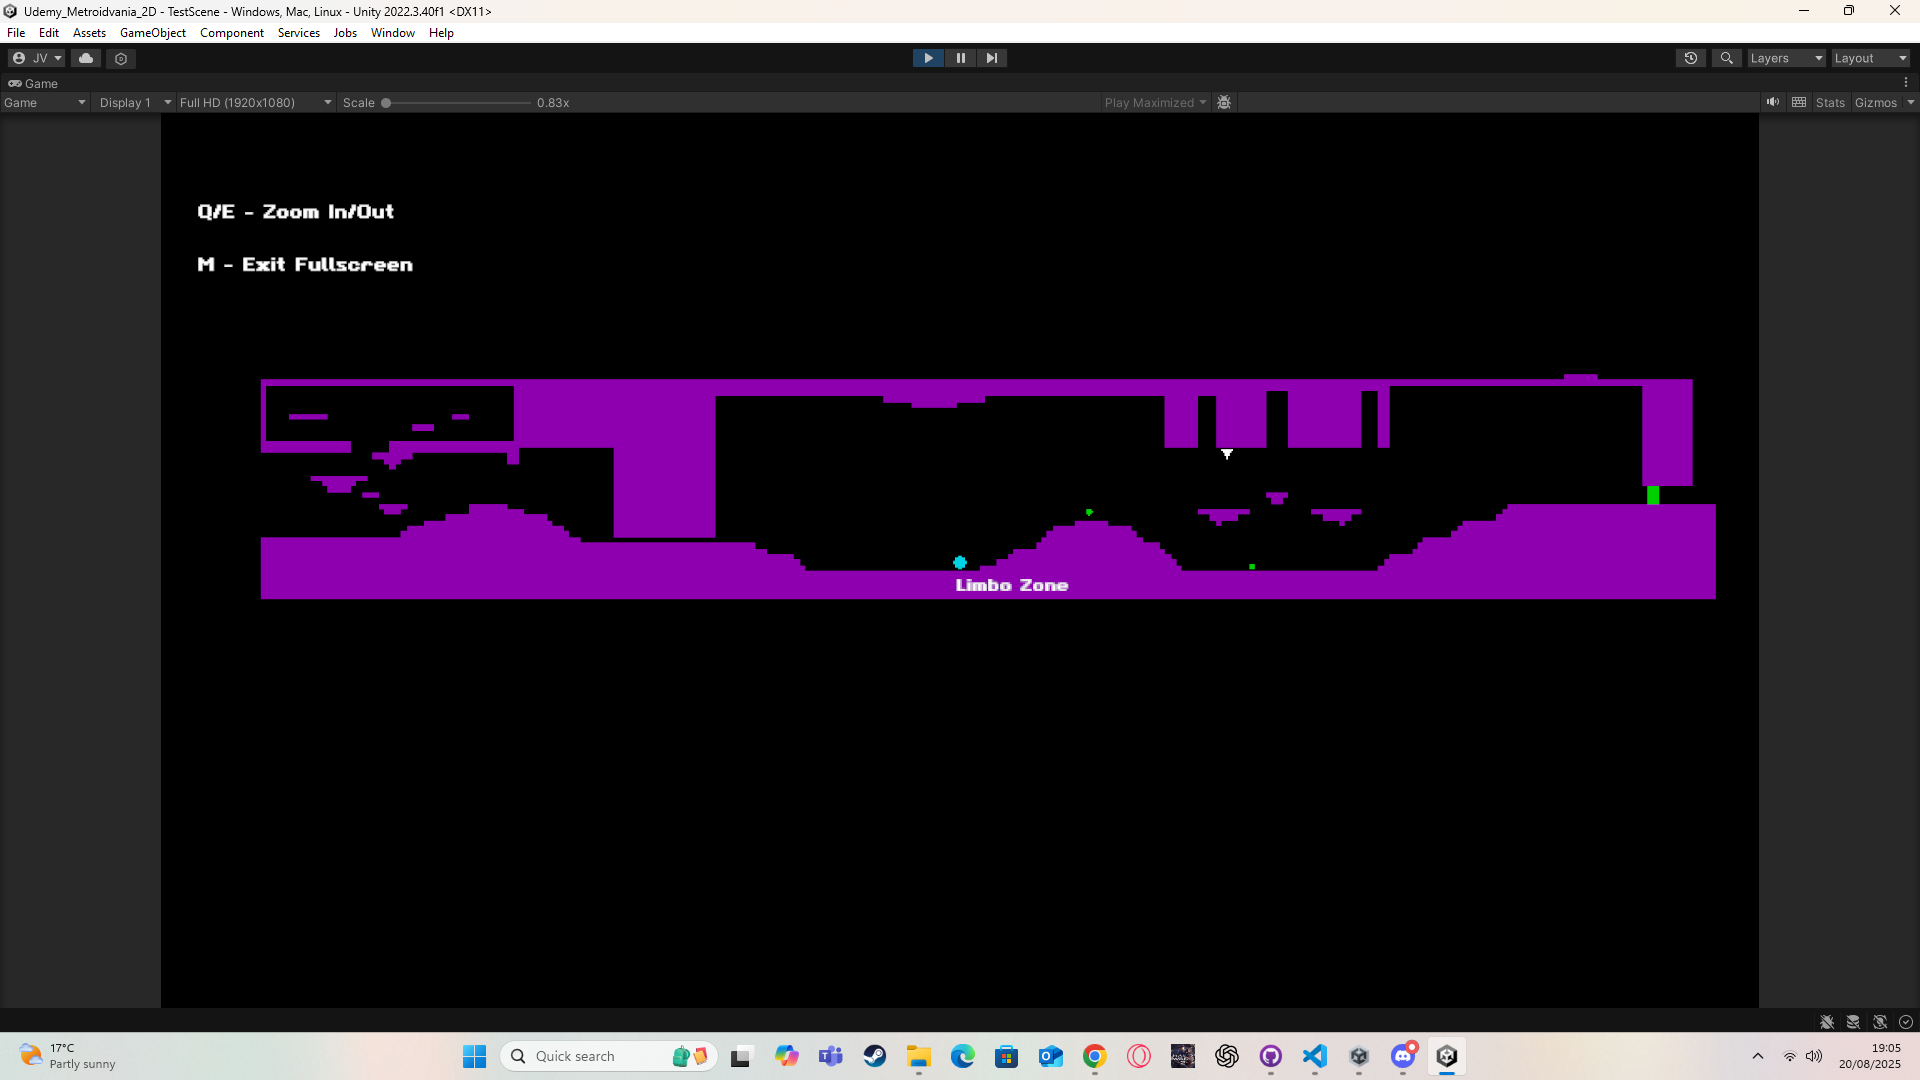 Udemy_Metroidvania_2D - TestScene - Windows, Mac, Linux - Unity 2022.3.40f1 <DX11>
File Edit Assets GameObject Component Services Jobs Window Help
JV Layers Layout
Game
Game Display 1 Full HD (1920x1080) Scale 0.83x Play Maximized Stats Gizmos
Q/E - Zoom In/Out
M - Exit Fullscreen
Limbo Zone
17°C
Partly sunny
Quick search
19:05
20/08/2025